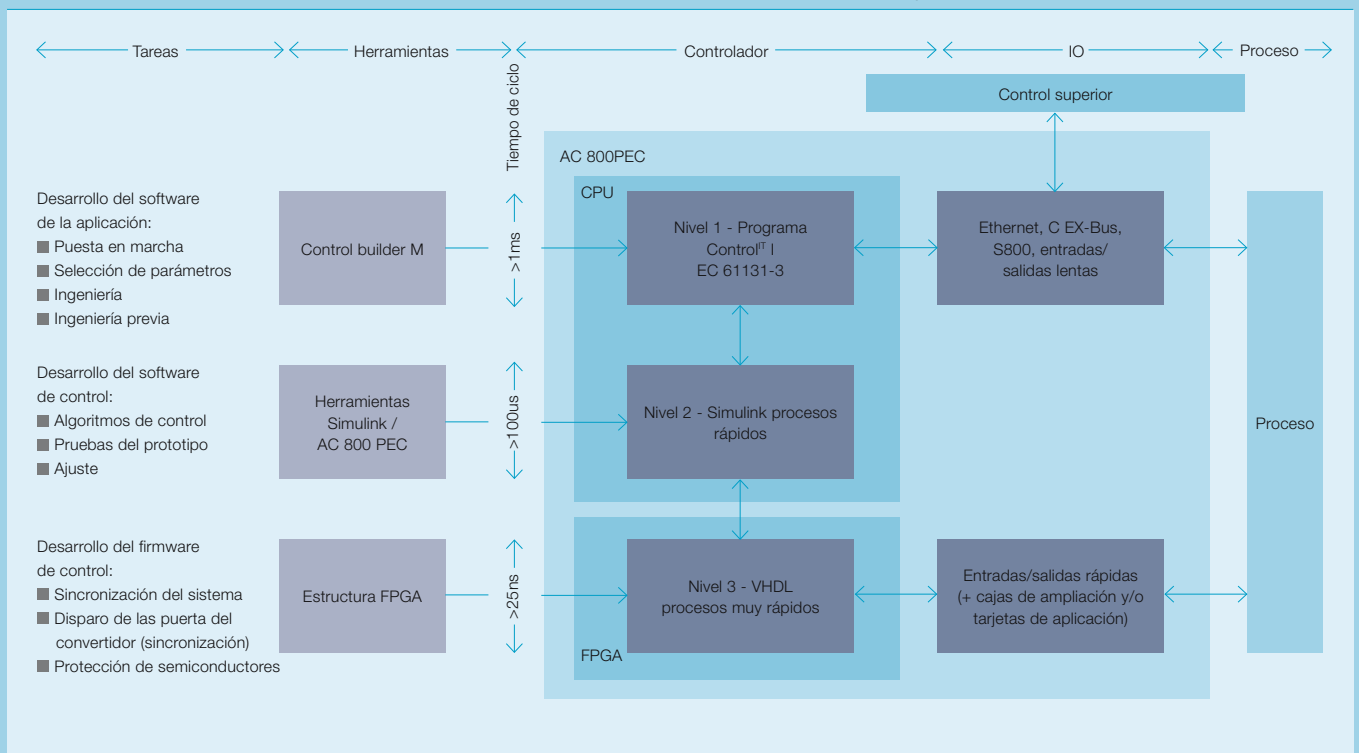 Tareas
Herramientas
Controlador
IO
Proceso
Tiempo de ciclo
Control superior
AC 800PEC
Desarrollo del software
de la aplicación:
■ Puesta en marcha
■ Selección de parámetros
■ Ingeniería
■ Ingeniería previa
Control builder M
>1ms
CPU
Nivel 1 - Programa
Control^IT I
EC 61131-3
Ethernet, C EX-Bus,
S800, entradas/
salidas lentas
Desarrollo del software
de control:
■ Algoritmos de control
■ Pruebas del prototipo
■ Ajuste
Herramientas
Simulink /
AC 800 PEC
>100us
Nivel 2 - Simulink procesos
rápidos
Proceso
Desarrollo del firmware
de control:
■ Sincronización del sistema
■ Disparo de las puerta del
convertidor (sincronización)
■ Protección de semiconductores
Estructura FPGA
>25ns
Nivel 3 - VHDL
procesos muy rápidos
FPGA
Entradas/salidas rápidas
(+ cajas de ampliación y/o
tarjetas de aplicación)